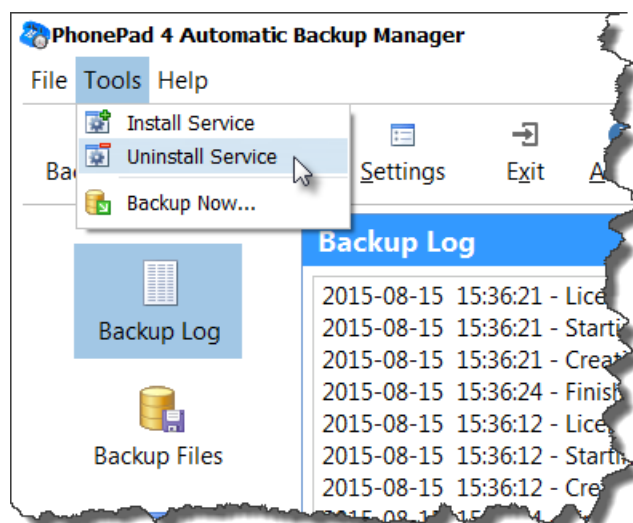 PhonePad 4 Automatic Backup Manager
File Tools Help
Install Service
Uninstall Service
Backup Now...
Settings
Exit
Backup Log
Backup Log
Backup Files
2015-08-15 15:36:21 -
2015-08-15 15:36:21 -
2015-08-15 15:36:21 -
2015-08-15 15:36:24 -
2015-08-15 15:36:12 -
2015-08-15 15:36:12 -
2015-08-15 15:36:12 -